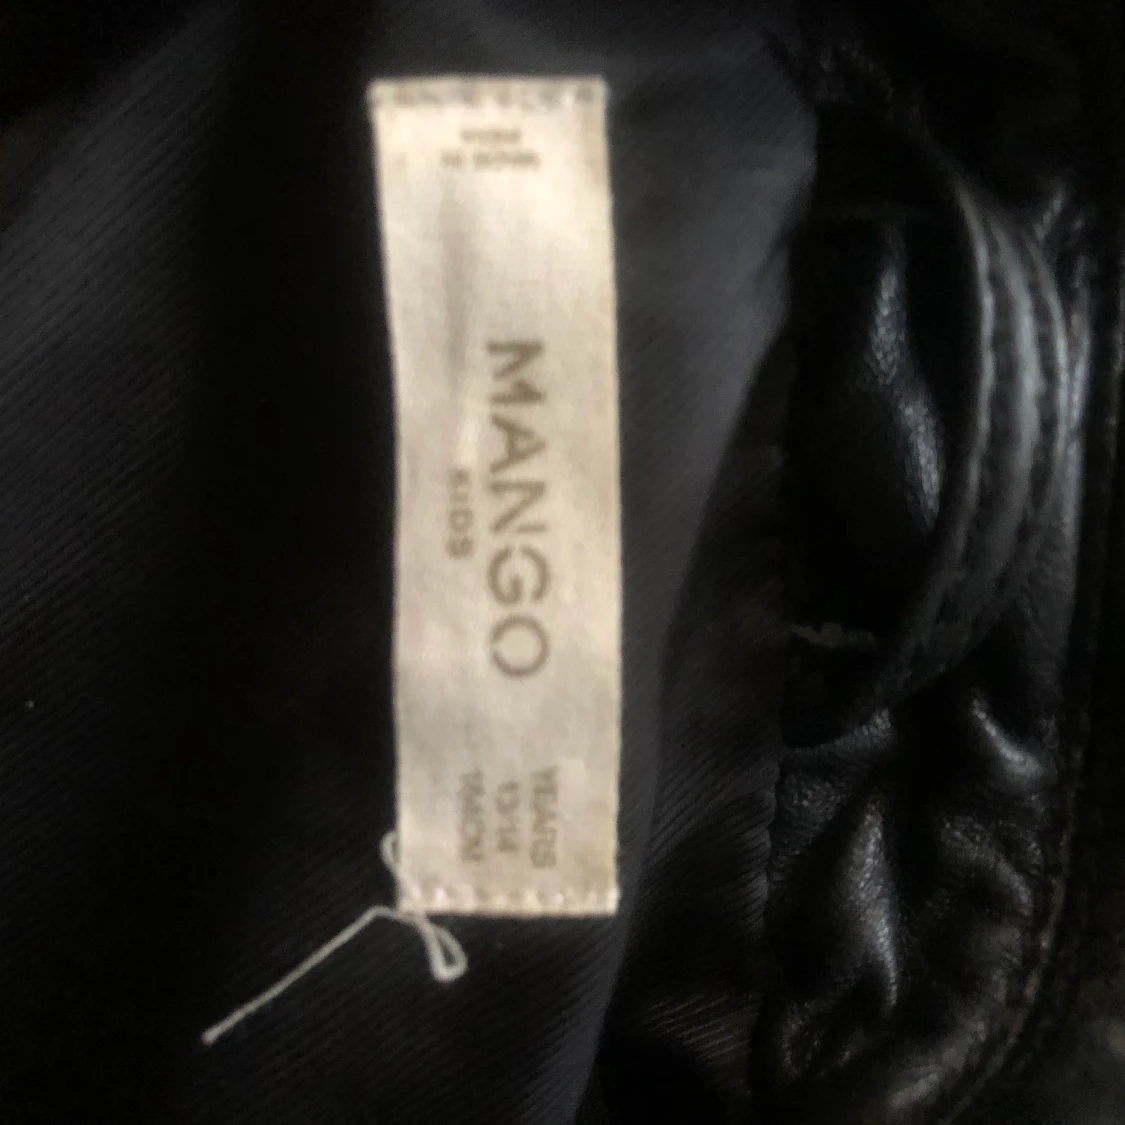 MANGO
KIDS
YEARS
13/14
164CM